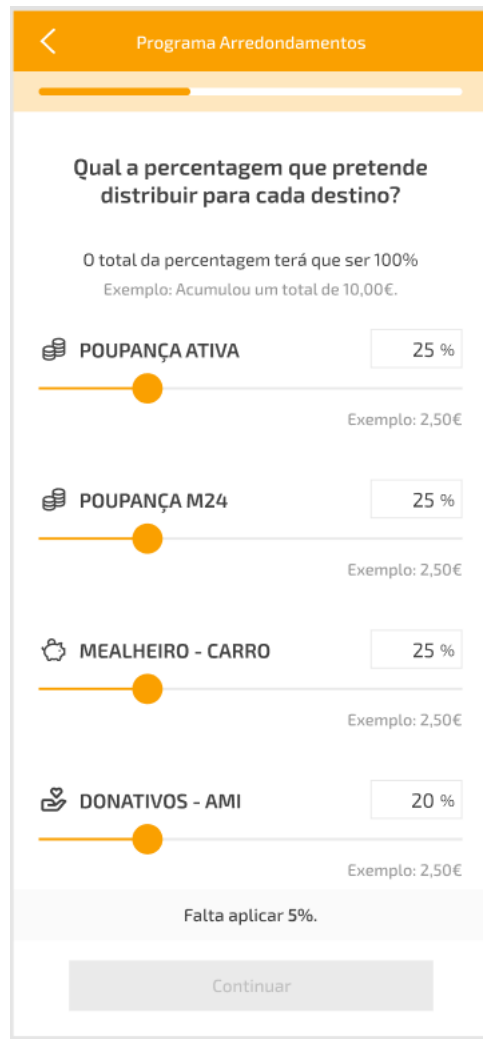 Programa Arredondamentos
Qual a percentagem que pretende
distribuir para cada destino?
O total da percentagem terá que ser 100%
Exemplo: Acumulou um total de 10,00€.
POUPANÇA ATIVA 25 %
Exemplo: 2,50€
POUPANÇA M24 25 %
Exemplo: 2,50€
MEALHEIRO - CARRO 25 %
Exemplo: 2,50€
DONATIVOS - AMI 20 %
Exemplo: 2,50€
Falta aplicar 5%.
Continuar